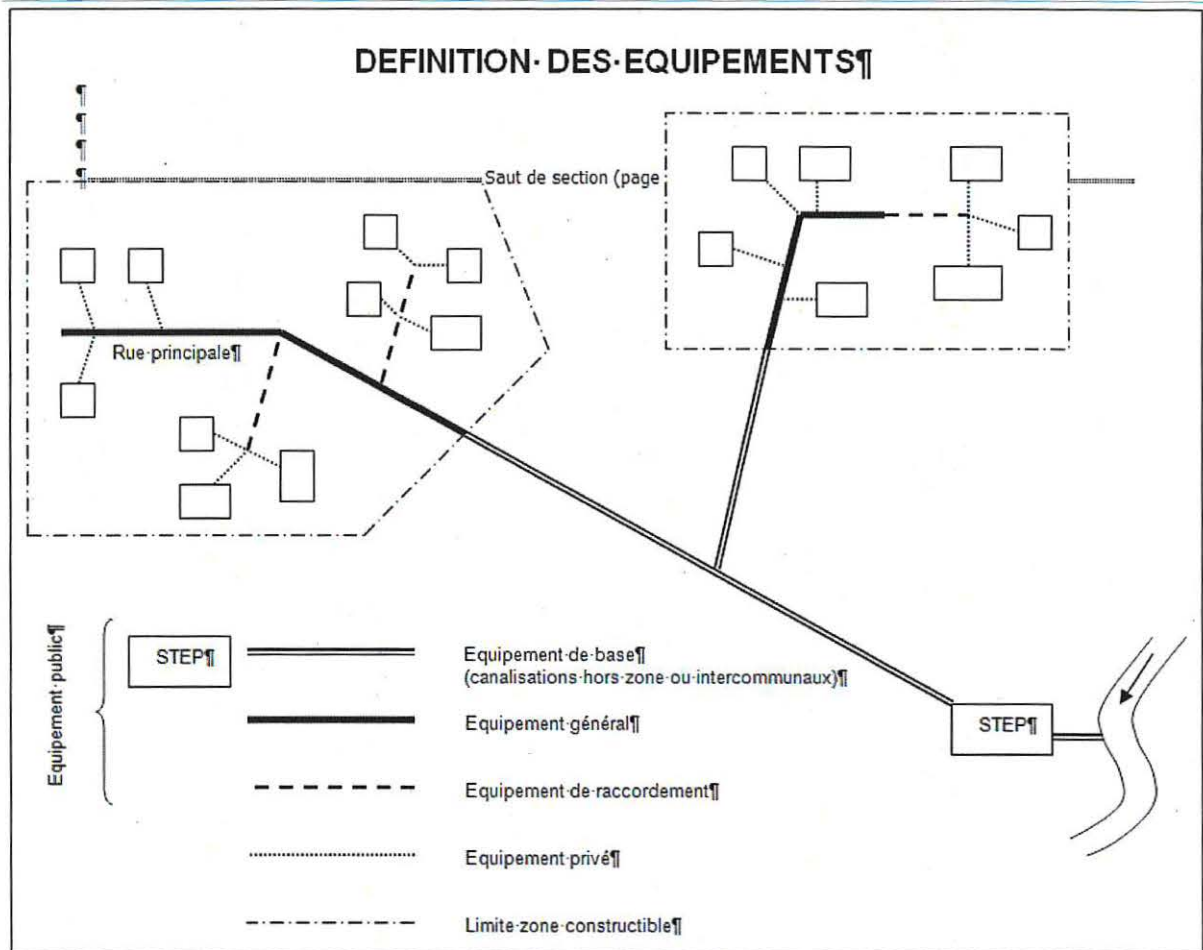 DEFINITION·DES·EQUIPEMENTS¶
¶
¶
¶
¶
Saut de section (page
Rue·principale¶
Equipement·public¶
STEP¶
Equipement·de·base¶
(canalisations·hors·zone·ou·intercommunaux)¶
Equipement·général¶
STEP¶
Equipement·de·raccordement¶
Equipement·privé¶
Limite·zone·constructible¶